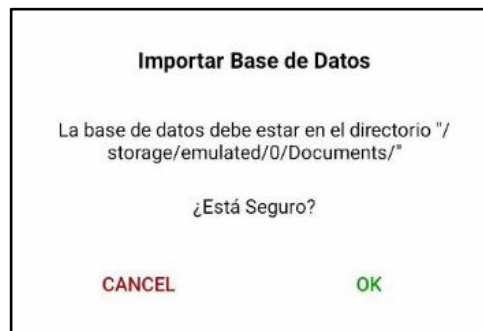 Importar Base de Datos
La base de datos debe estar en el directorio "/
storage/emulated/0/Documents/"
¿Está Seguro?
CANCEL
OK